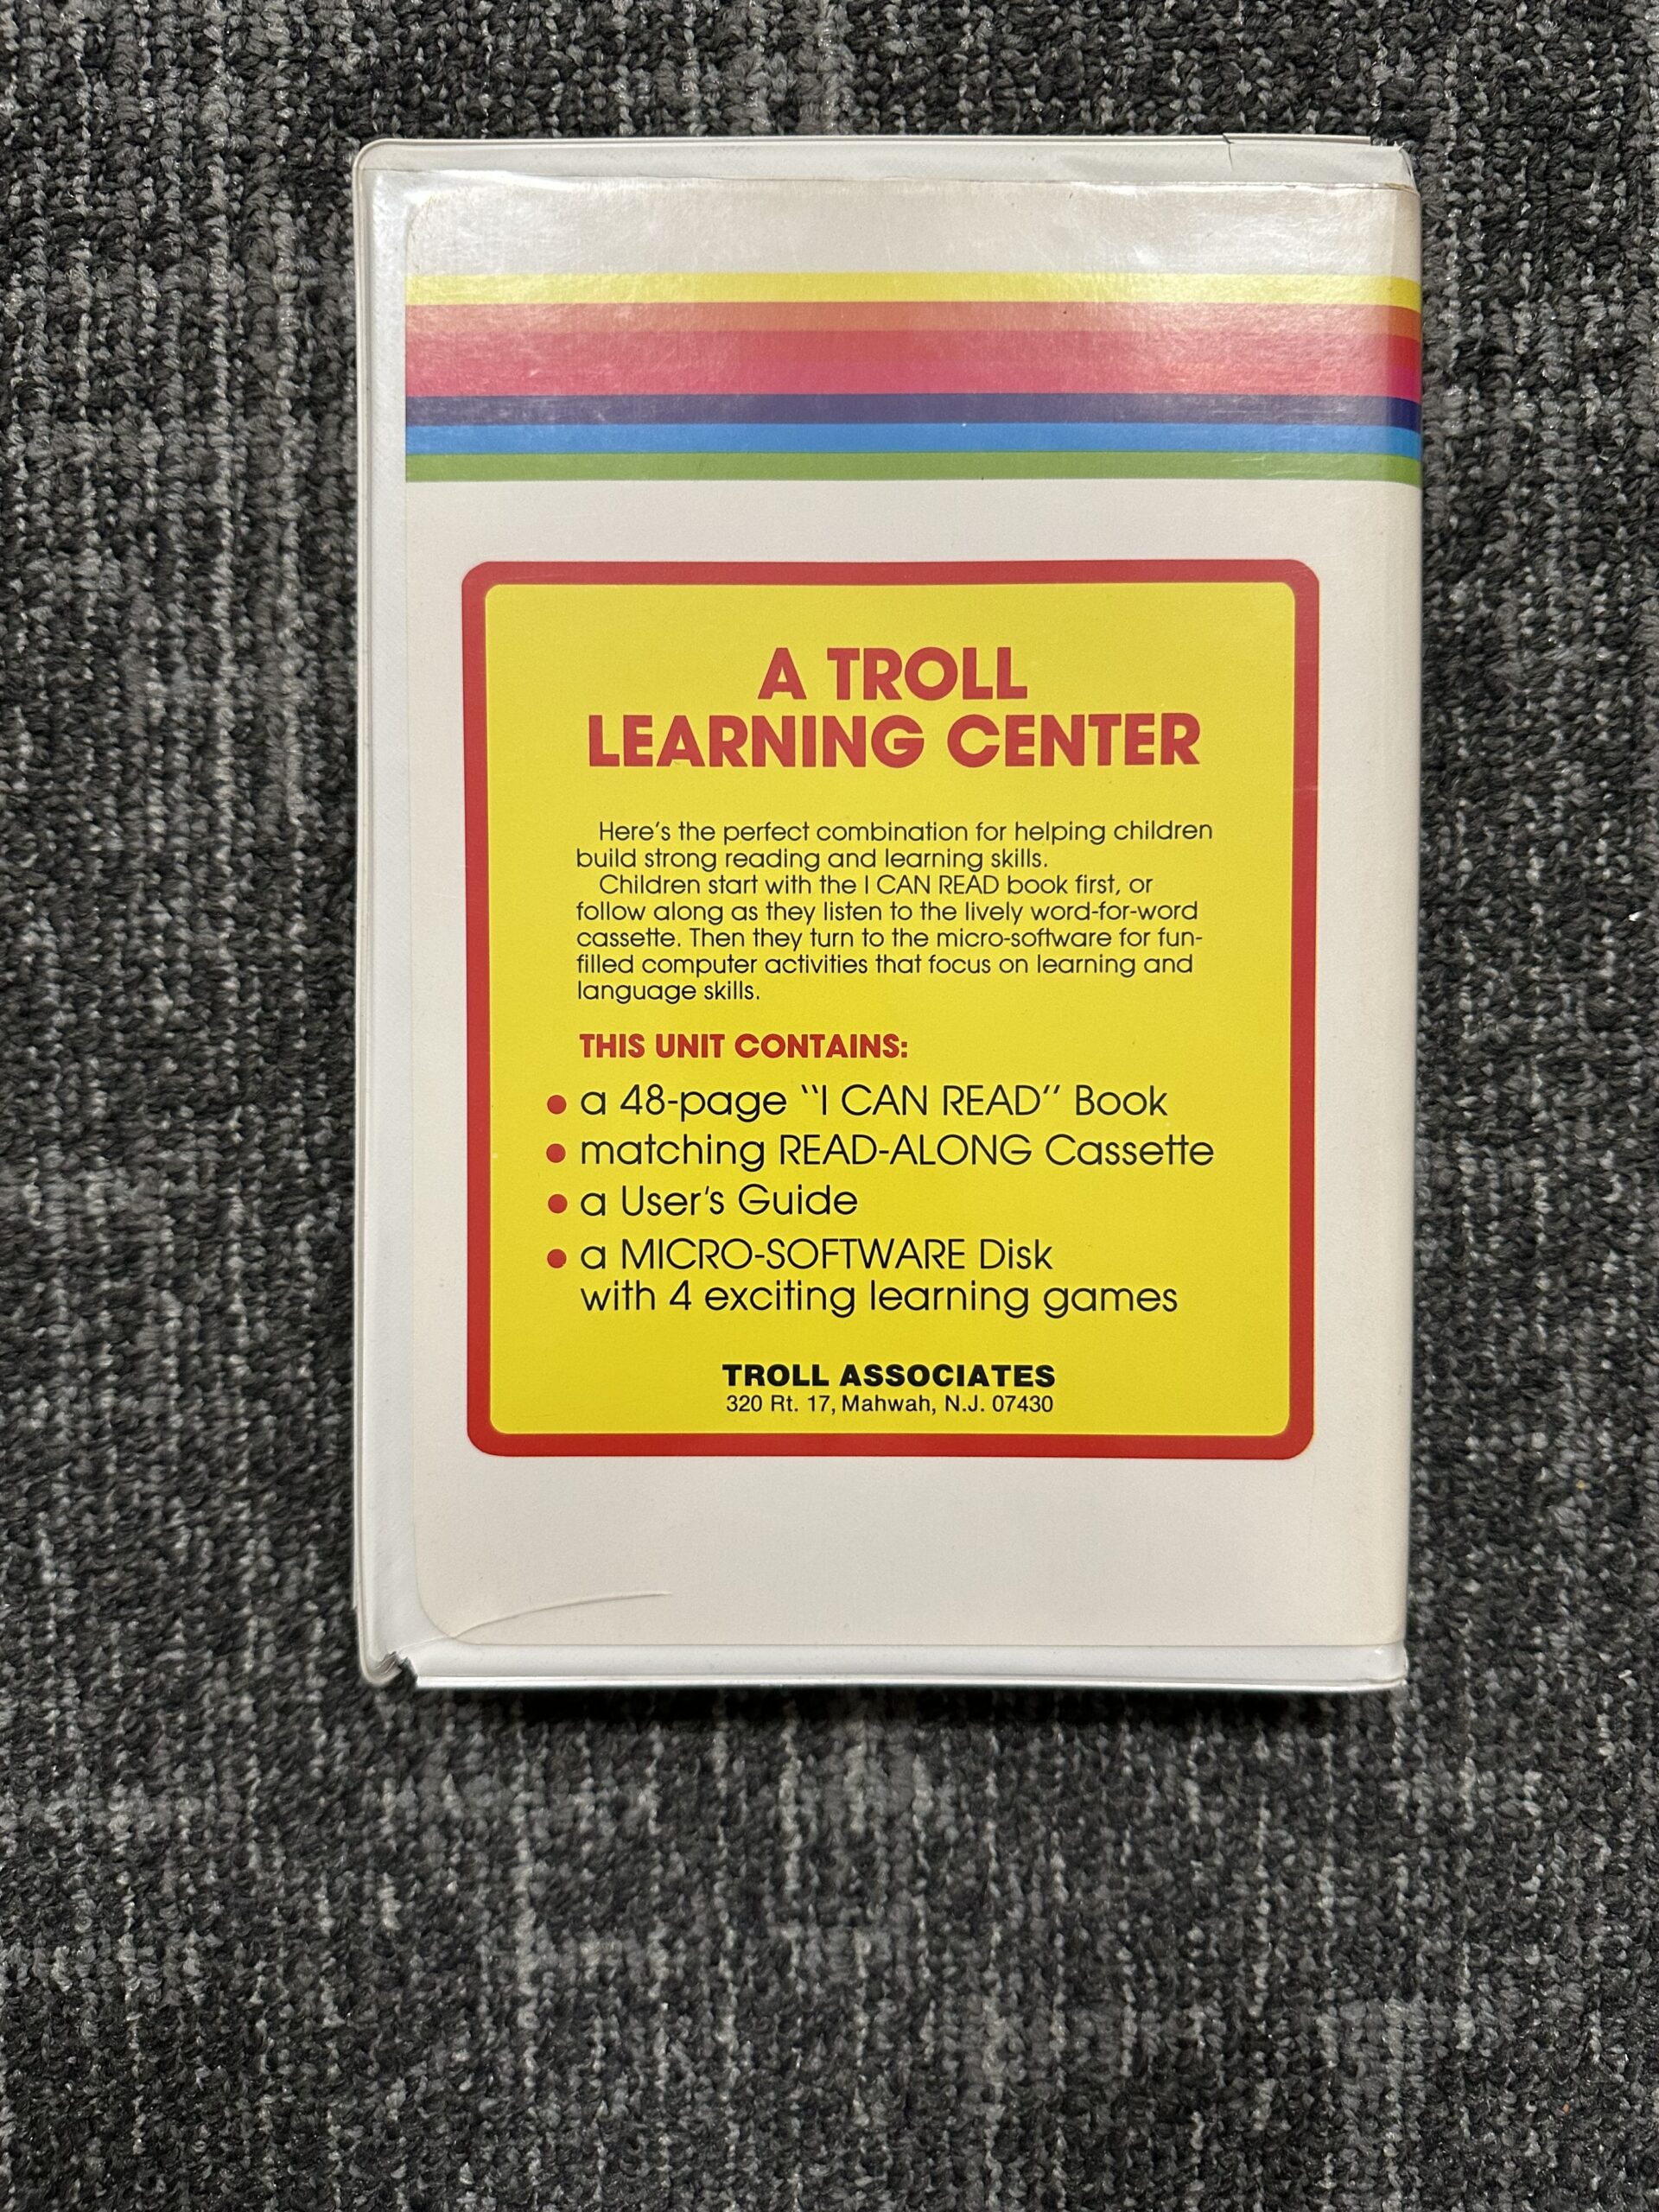 A TROLL
LEARNING CENTER
Here's the perfect combination for helping children
build strong reading and learning skills.
Children start with the I CAN READ book first, or
follow along as they listen to the lively word-for-word
cassette. Then they turn to the micro-software for fun-
filled computer activities that focus on learning and
language skills.
THIS UNIT CONTAINS:
• a 48-page "I CAN READ" Book
• matching READ-ALONG Cassette
• a User's Guide
• a MICRO-SOFTWARE Disk
with 4 exciting learning games
TROLL ASSOCIATES
320 Rt. 17, Mahwah, N.J. 07430